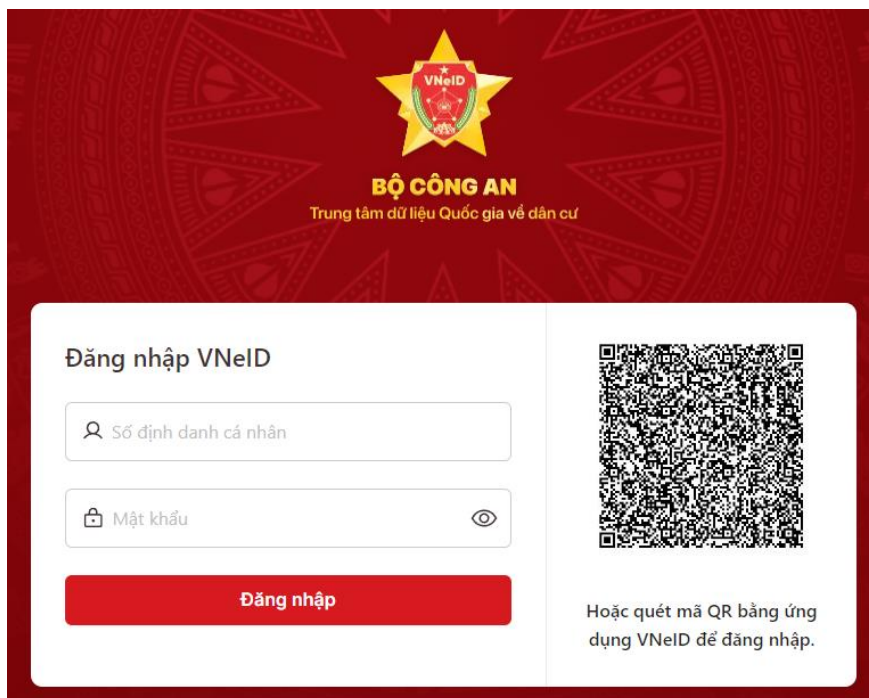 VNeID
BỘ CÔNG AN
Trung tâm dữ liệu Quốc gia về dân cư
Đăng nhập VNeID
Số định danh cá nhân
Mật khẩu
Đăng nhập
Hoặc quét mã QR bằng ứng
dụng VNeID để đăng nhập.